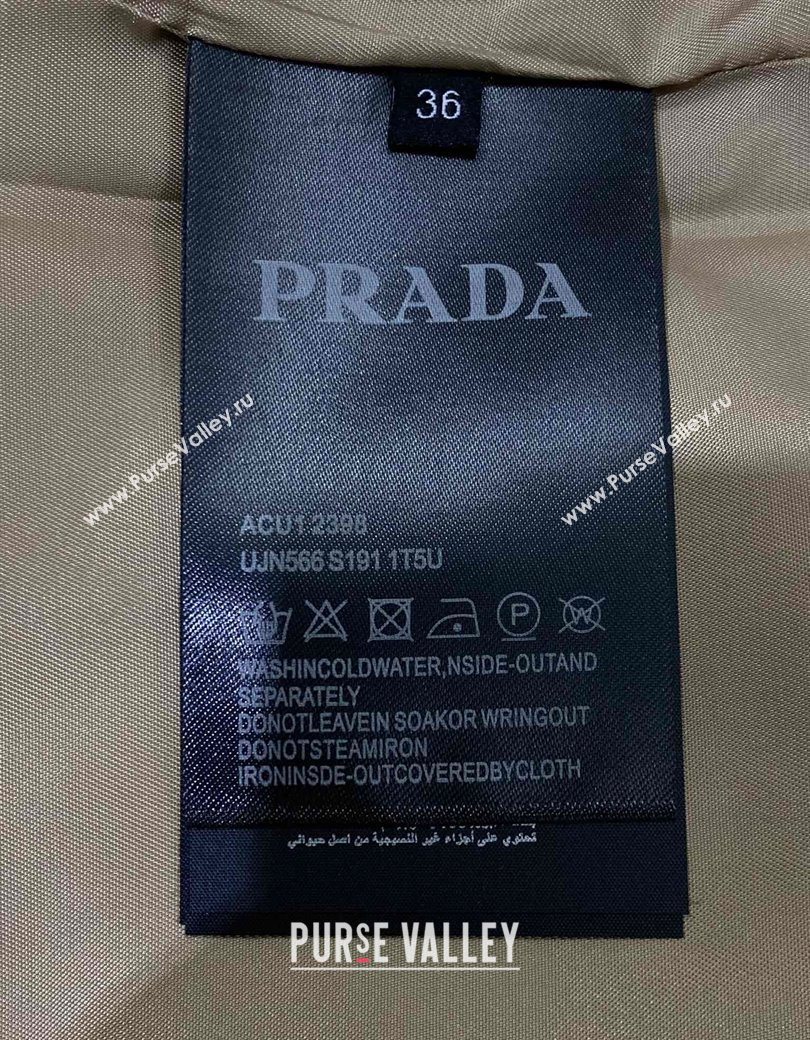 36
PRADA
www.PurseValley.ru
www.PurseValley.ru
ACU1 2398
UJN566 S191 1T5U
P W
WASHINCOLDWATER,NSIDE-OUTAND
SEPARATELY
DONOTLEAVEIN SOAKOR WRINGOUT
DONOTSTEAMIRON
IRONINSDE-OUTCOVEREDBYCLOTH
تحتوي على أجزاء غير النسيجية من اصل حيواني
PURSE VALLEY